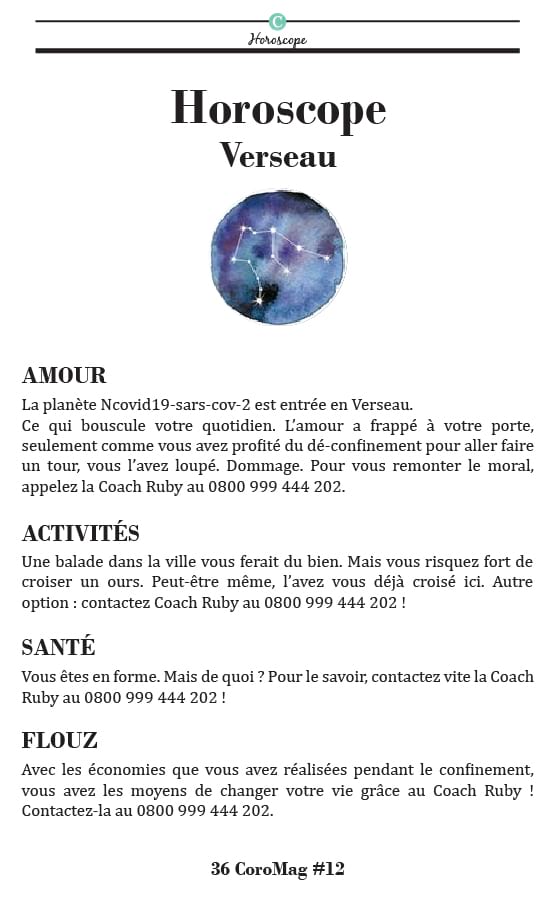 C
Horoscope
Horoscope
Verseau
AMOUR
La planète Ncovid19-sars-cov-2 est entrée en Verseau.
Ce qui bouscule votre quotidien. L’amour a frappé à votre porte,
seulement comme vous avez profité du dé-confinement pour aller faire
un tour, vous l’avez loupé. Dommage. Pour vous remonter le moral,
appelez la Coach Ruby au 0800 999 444 202.
ACTIVITÉS
Une balade dans la ville vous ferait du bien. Mais vous risquez fort de
croiser un ours. Peut-être même, l’avez vous déjà croisé ici. Autre
option : contactez Coach Ruby au 0800 999 444 202 !
SANTÉ
Vous êtes en forme. Mais de quoi ? Pour le savoir, contactez vite la Coach
Ruby au 0800 999 444 202 !
FLOUZ
Avec les économies que vous avez réalisées pendant le confinement,
vous avez les moyens de changer votre vie grâce au Coach Ruby !
Contactez-la au 0800 999 444 202.
36 CoroMag #12